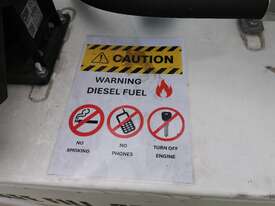 CAUTION
WARNING
DIESEL FUEL
NO
SMOKING
NO
PHONES
TURN OFF
ENGINE